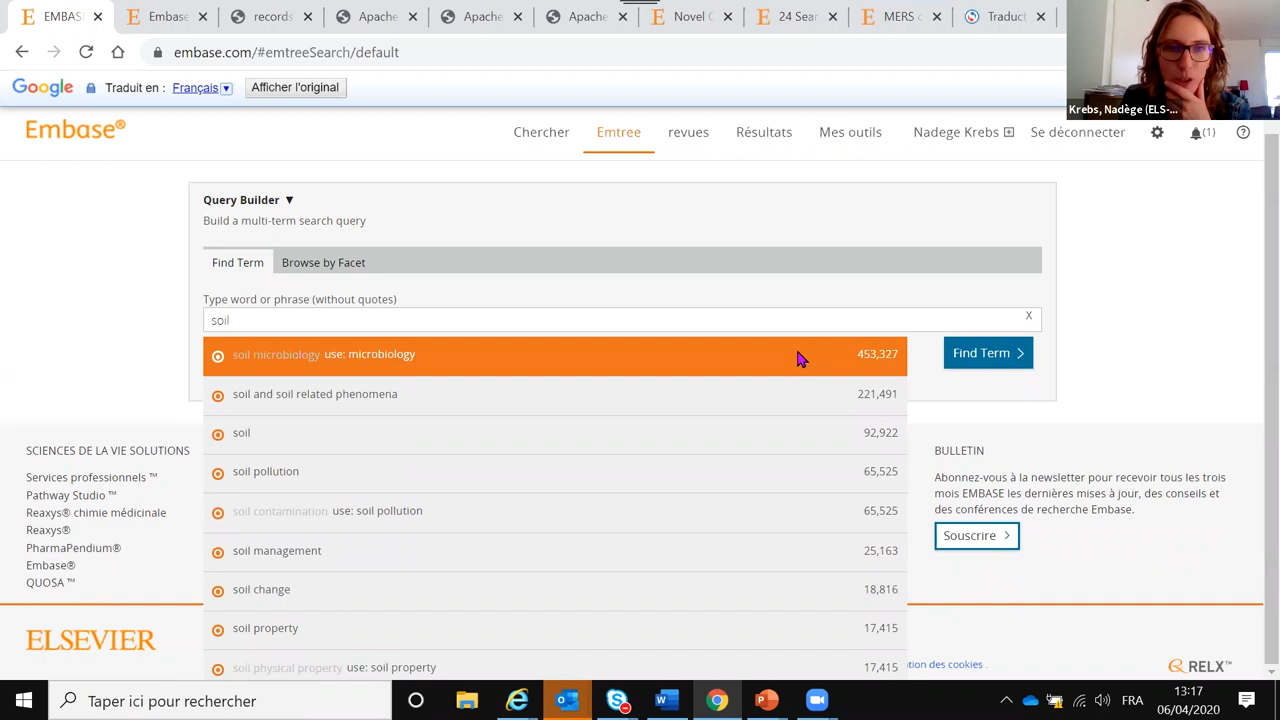 EMBAS
Embase
records
Apache
Apache
Apache
Novel C
24 Sear
MERS c
Traduct
embase.com/#emtreeSearch/default
Google
Traduit en :
Français
Afficher l'original
Krebs, Nadège (ELS-...
Embase®
Chercher
Emtree
revues
Résultats
Mes outils
Nadege Krebs
Se déconnecter
(1)
Query Builder ▼
Build a multi-term search query
Find Term
Browse by Facet
Type word or phrase (without quotes)
soil
X
soil microbiology use: microbiology 453,327
Find Term
soil and soil related phenomena 221,491
soil 92,922
soil pollution 65,525
soil contamination use: soil pollution 65,525
soil management 25,163
soil change 18,816
soil property 17,415
soil physical property use: soil property 17,415
SCIENCES DE LA VIE SOLUTIONS
Services professionnels ™
Pathway Studio ™
Reaxys® chimie médicinale
Reaxys®
PharmaPendium®
Embase®
QUOSA ™
BULLETIN
Abonnez-vous à la newsletter pour recevoir tous les trois
mois EMBASE les dernières mises à jour, des conseils et
des conférences de recherche Embase.
Souscrire
ELSEVIER
ation des cookies .
RELX™
Taper ici pour rechercher
FRA
13:17
06/04/2020